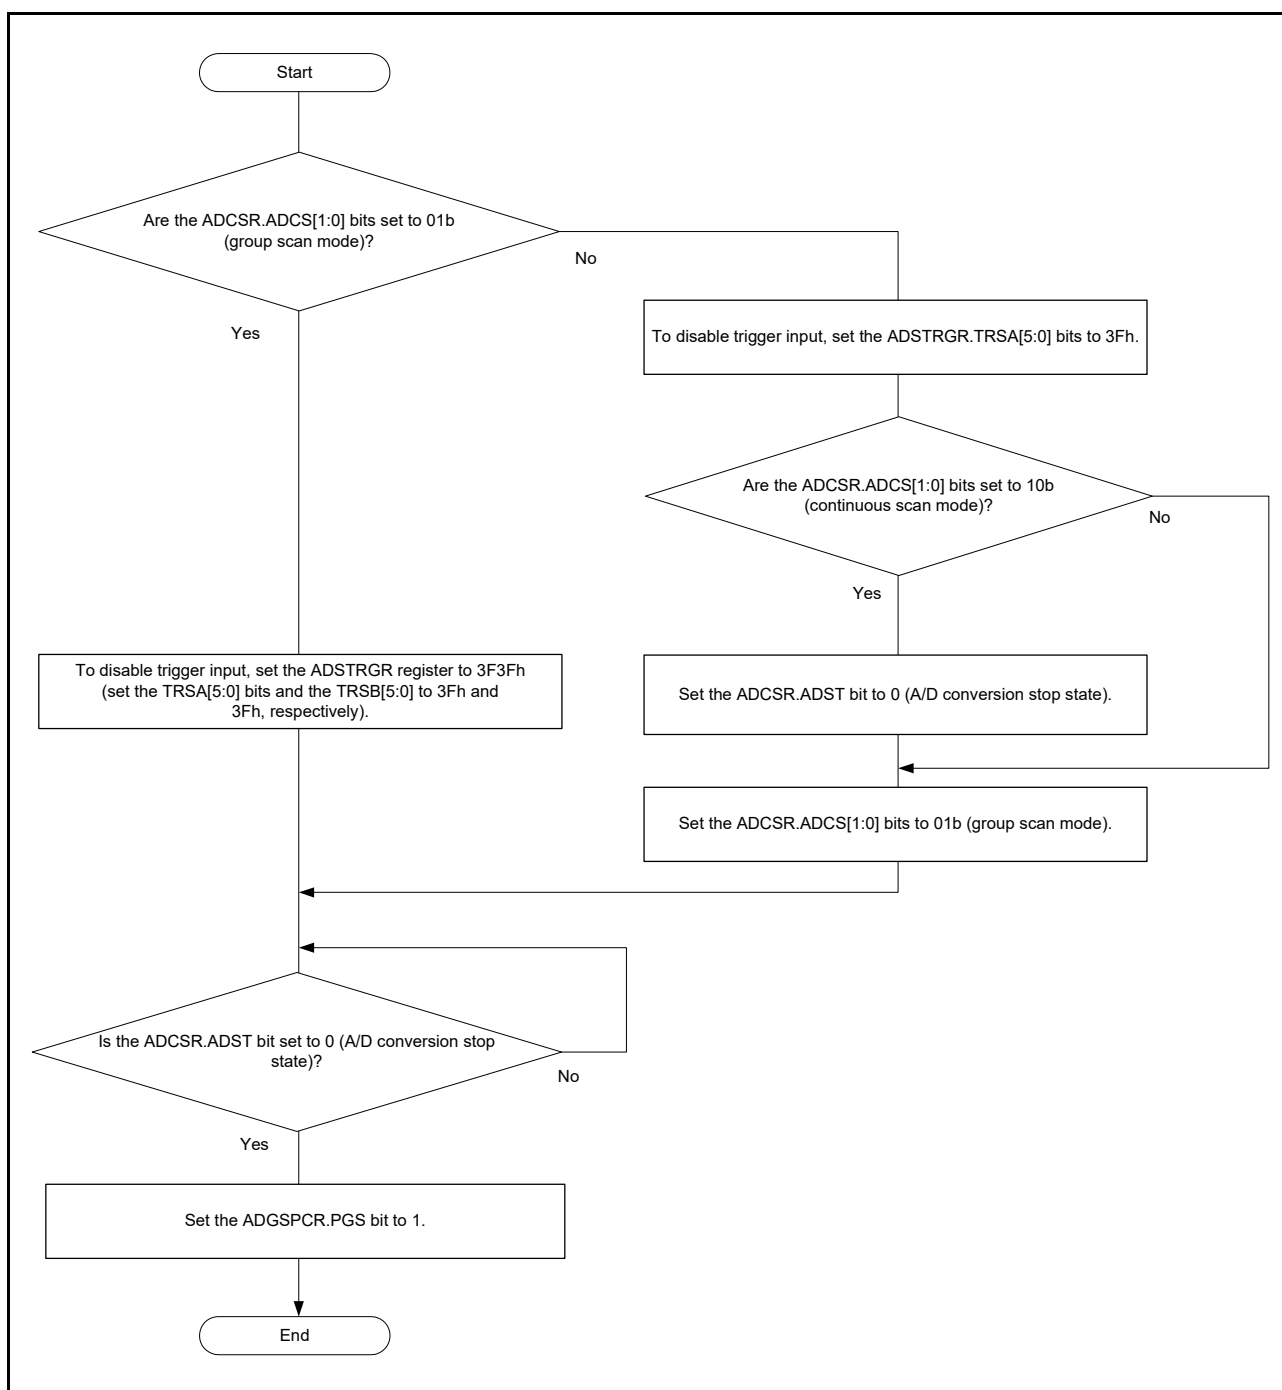 Start
Are the ADCSR.ADCS[1:0] bits set to 01b
(group scan mode)?
No
Yes
To disable trigger input, set the ADSTRGR.TRSA[5:0] bits to 3Fh.
Are the ADCSR.ADCS[1:0] bits set to 10b
(continuous scan mode)?
No
Yes
To disable trigger input, set the ADSTRGR register to 3F3Fh
(set the TRSA[5:0] bits and the TRSB[5:0] to 3Fh and
3Fh, respectively).
Set the ADCSR.ADST bit to 0 (A/D conversion stop state).
Set the ADCSR.ADCS[1:0] bits to 01b (group scan mode).
Is the ADCSR.ADST bit set to 0 (A/D conversion stop
state)?
No
Yes
Set the ADGSPCR.PGS bit to 1.
End